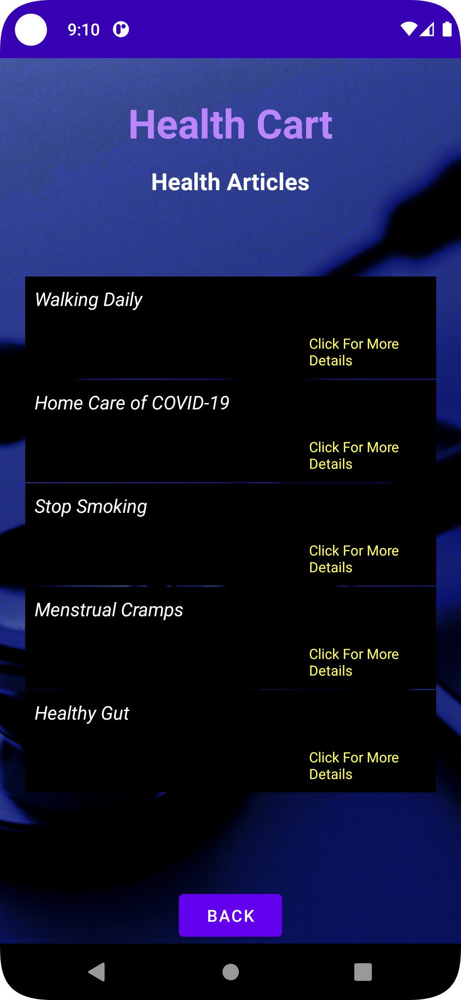 9:10
Health Cart
Health Articles
Walking Daily
Click For More
Details
Home Care of COVID-19
Click For More
Details
Stop Smoking
Click For More
Details
Menstrual Cramps
Click For More
Details
Healthy Gut
Click For More
Details
BACK